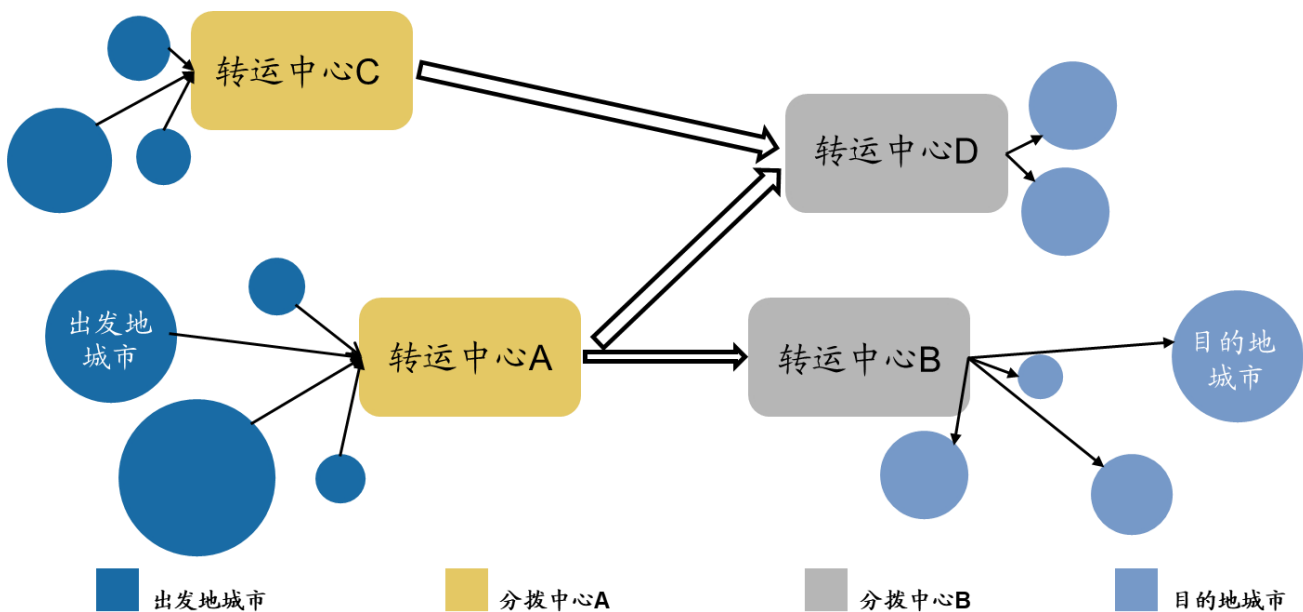 转运中心C
转运中心D
出发地
城市
转运中心A
转运中心B
目的地
城市
出发地城市
分拨中心A
分拨中心B
目的地城市